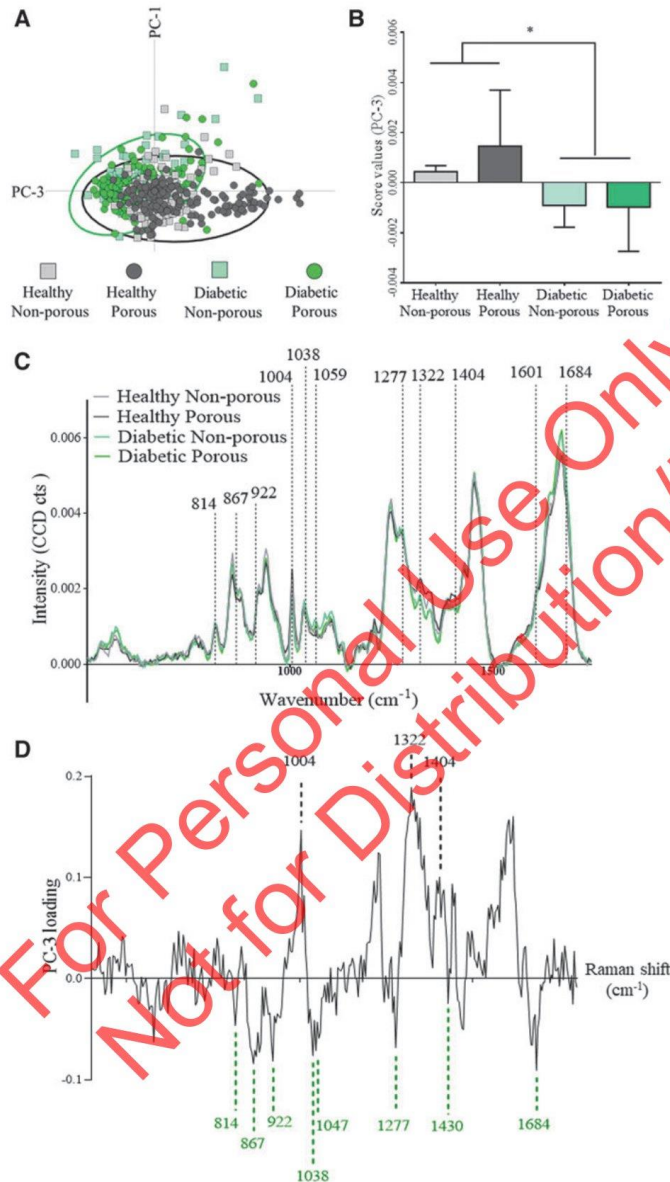 A
PC-1
PC-3
Healthy Non-porous
Healthy Porous
Diabetic Non-porous
Diabetic Porous
B
*
Score values (PC-3)
0.006
0.004
0.002
0.000
-0.002
-0.004
Healthy Non-porous
Healhy Porous
Diabetic Non-porous
Diabetic Porous
C
Healthy Non-porous
Healthy Porous
Diabetic Non-porous
Diabetic Porous
814
867
922
1004
1038
1059
1277
1322
1404
1601
1684
Intensity (CCD cts )
0.006
0.004
0.002
0.000
1000
1500
Wavenumber (cm-1)
D
1004
1322
1404
PC-3 loading
0.2
0.1
0.0
-0.1
Raman shift
(cm-1)
814
867
922
1038
1047
1277
1430
1684
For Personal Use Only
Not for Distribution/